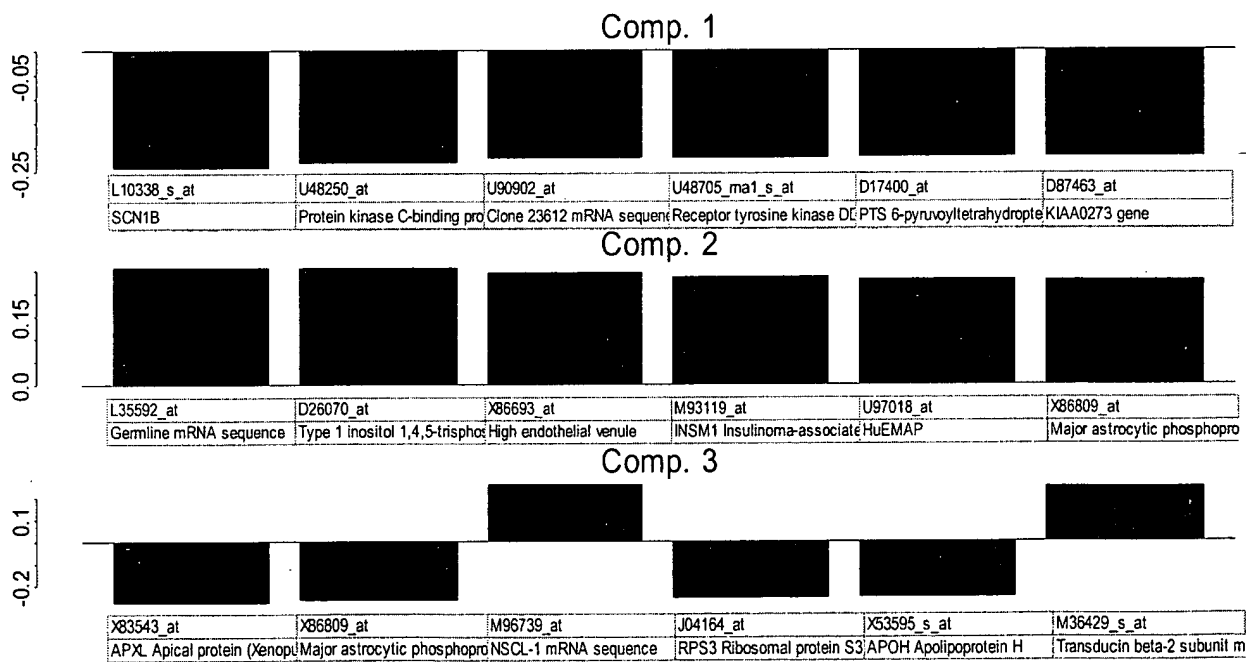 Comp. 1
-0.05
-0.25
L10338_s_at U48250_at U90902_at U48705_rna1_s_at D17400_at D87463_at
SCN1B Protein kinase C-binding pro Clone 23612 mRNA sequen Receptor tyrosine kinase DD PTS 6-pyruvoyltetrahydropte KIAA0273 gene
Comp. 2
0.15
0.0
L35592_at D26070_at X86693_at M93119_at U97018_at X86809_at
Germline mRNA sequence Type 1 inositol 1,4,5-trisphos High endothelial venule INSM1 Insulinoma-associate HuEMAP Major astrocytic phosphopro
Comp. 3
0.1
-0.2
X83543_at X86809_at M96739_at J04164_at X53595_s_at M36429_s_at
APXL Apical protein (Xenopu Major astrocytic phosphopro NSCL-1 mRNA sequence RPS3 Ribosomal protein S3 APOH Apolipoprotein H Transducin beta-2 subunit m